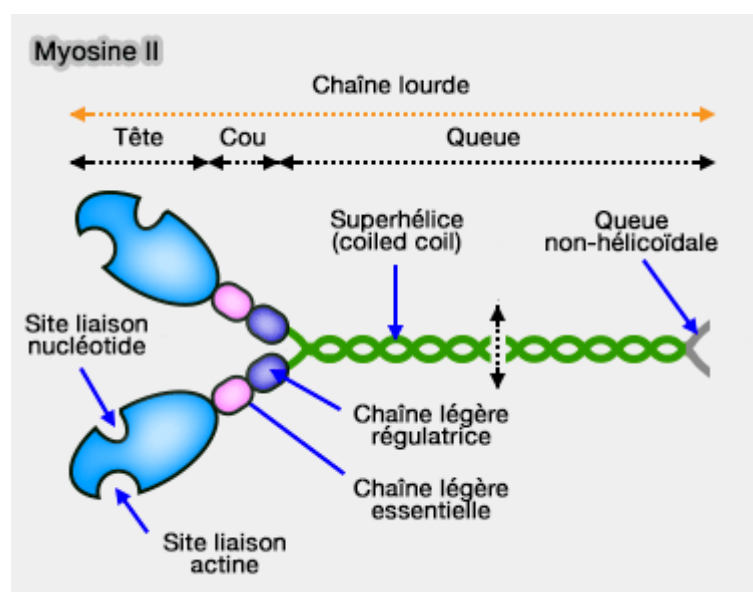 Myosine II
Chaîne lourde
Tête
Cou
Queue
Superhélice
(coiled coil)
Queue
non-hélicoïdale
Site liaison
nucléotide
Chaîne légère
régulatrice
Chaîne légère
essentielle
Site liaison
actine